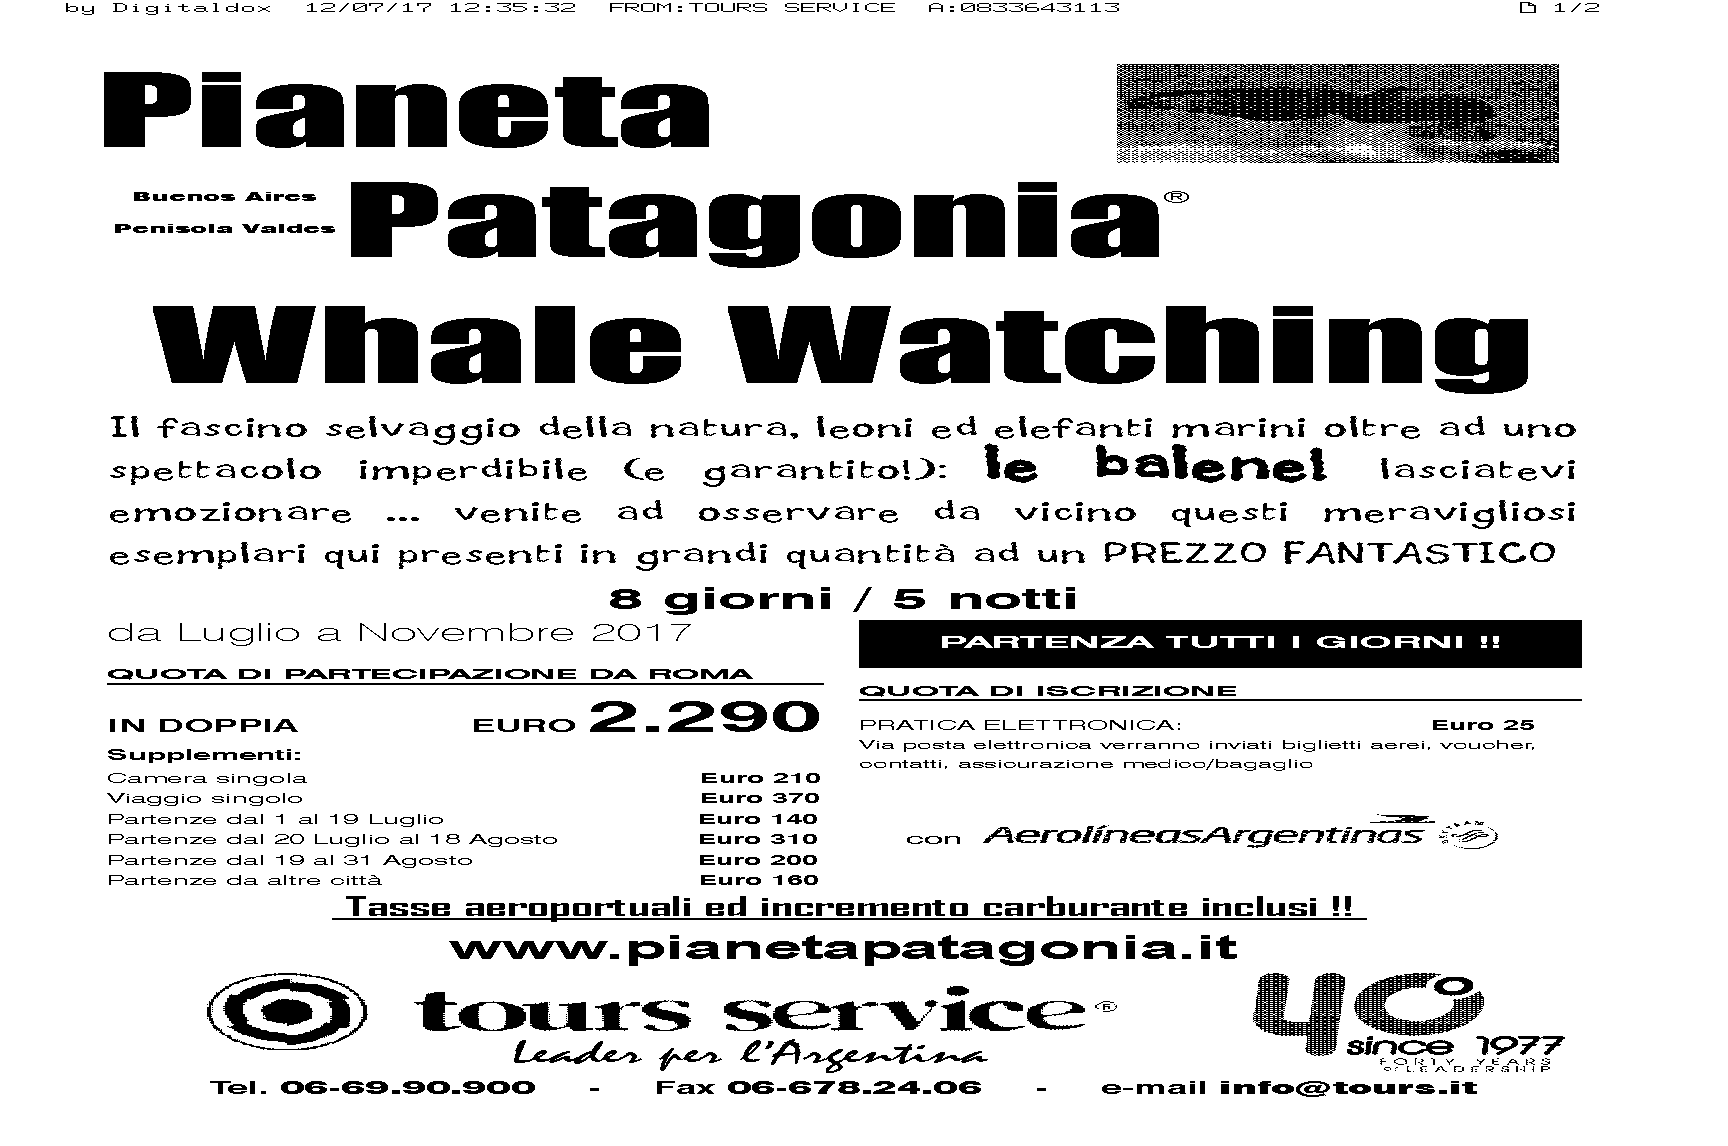 by Digitaldox 12/07/17 12:35:32 FROM:TOURS SERVICE A:0833643113 1/2
Pianeta
Buenos Aires
Penisola Valdes
Patagonia®
Whale Watching
Il fascino selvaggio della natura, leoni ed elefanti marini oltre ad uno
spettacolo imperdibile (e garantito!): le balene! lasciatevi
emozionare ... venite ad osservare da vicino questi meravigliosi
esemplari qui presenti in grandi quantità ad un PREZZO FANTASTICO
8 giorni / 5 notti
da Luglio a Novembre 2017
QUOTA DI PARTECIPAZIONE DA ROMA
IN DOPPIA EURO 2.290
Supplementi:
Camera singola Euro 210
Viaggio singolo Euro 370
Partenze dal 1 al 19 Luglio Euro 140
Partenze dal 20 Luglio al 18 Agosto Euro 310
Partenze dal 19 al 31 Agosto Euro 200
Partenze da altre città Euro 160
PARTENZA TUTTI I GIORNI !!
QUOTA DI ISCRIZIONE
PRATICA ELETTRONICA: Euro 25
Via posta elettronica verranno inviati biglietti aerei, voucher,
contatti, assicurazione medico/bagaglio
con AerolíneasArgentinas
Tasse aeroportuali ed incremento carburante inclusi !!
www.pianetapatagonia.it
tours service®
Leader per l'Argentina
40
since 1977
FORTY YEARS
OF LEADERSHIP
Tel. 06-69.90.900 - Fax 06-678.24.06 - e-mail info@tours.it